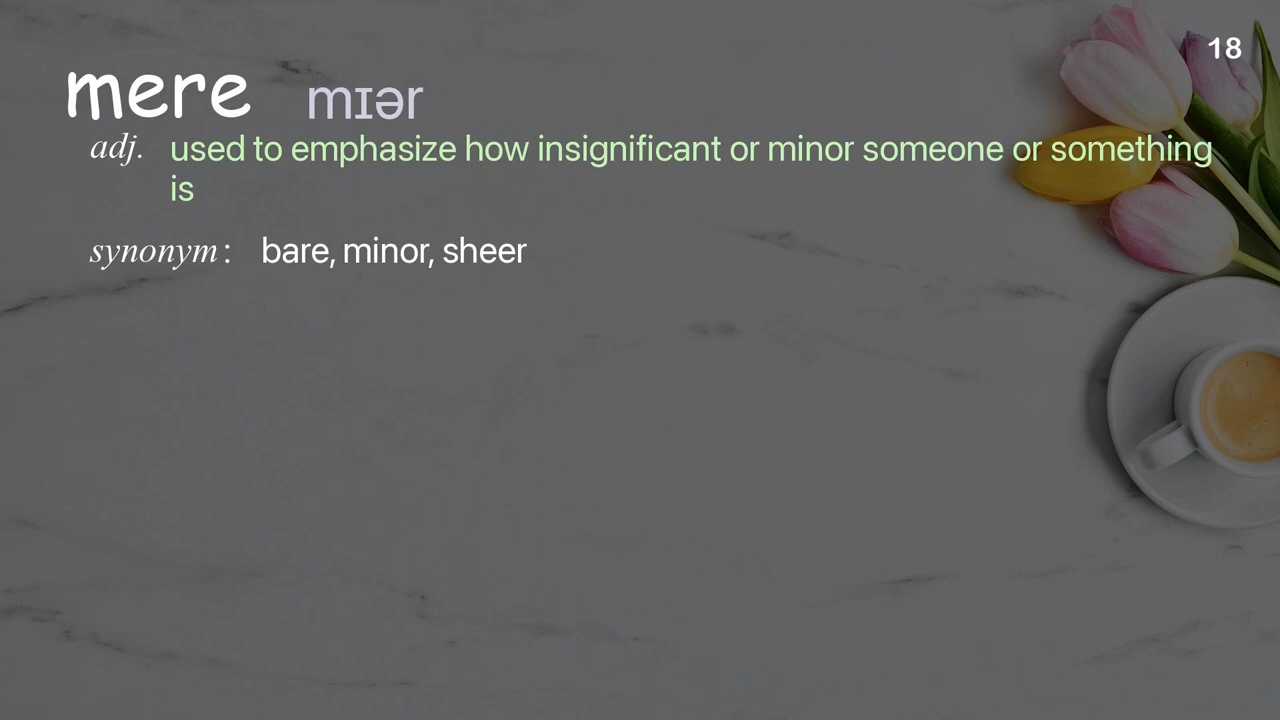 18
mere mɪər
adj. used to emphasize how insignificant or minor someone or something
is
synonym: bare, minor, sheer